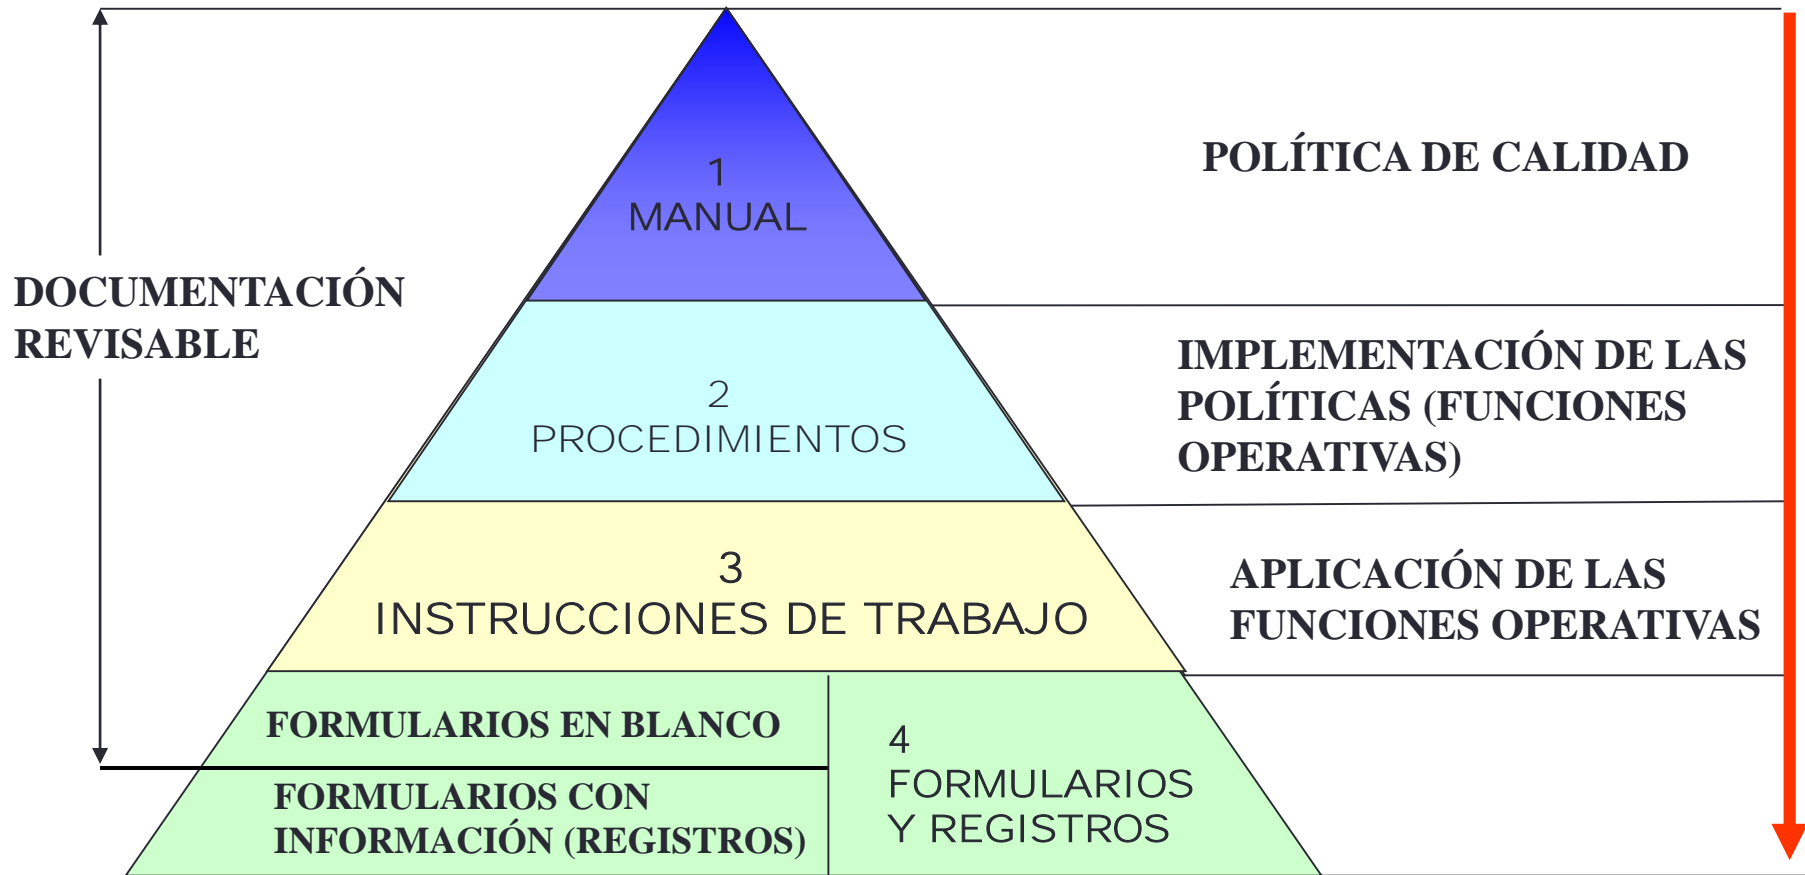 1
MANUAL
POLÍTICA DE CALIDAD
DOCUMENTACIÓN
REVISABLE
2
PROCEDIMIENTOS
IMPLEMENTACIÓN DE LAS
POLÍTICAS (FUNCIONES
OPERATIVAS)
3
INSTRUCCIONES DE TRABAJO
APLICACIÓN DE LAS
FUNCIONES OPERATIVAS
FORMULARIOS EN BLANCO
FORMULARIOS CON
INFORMACIÓN (REGISTROS)
4
FORMULARIOS
Y REGISTROS